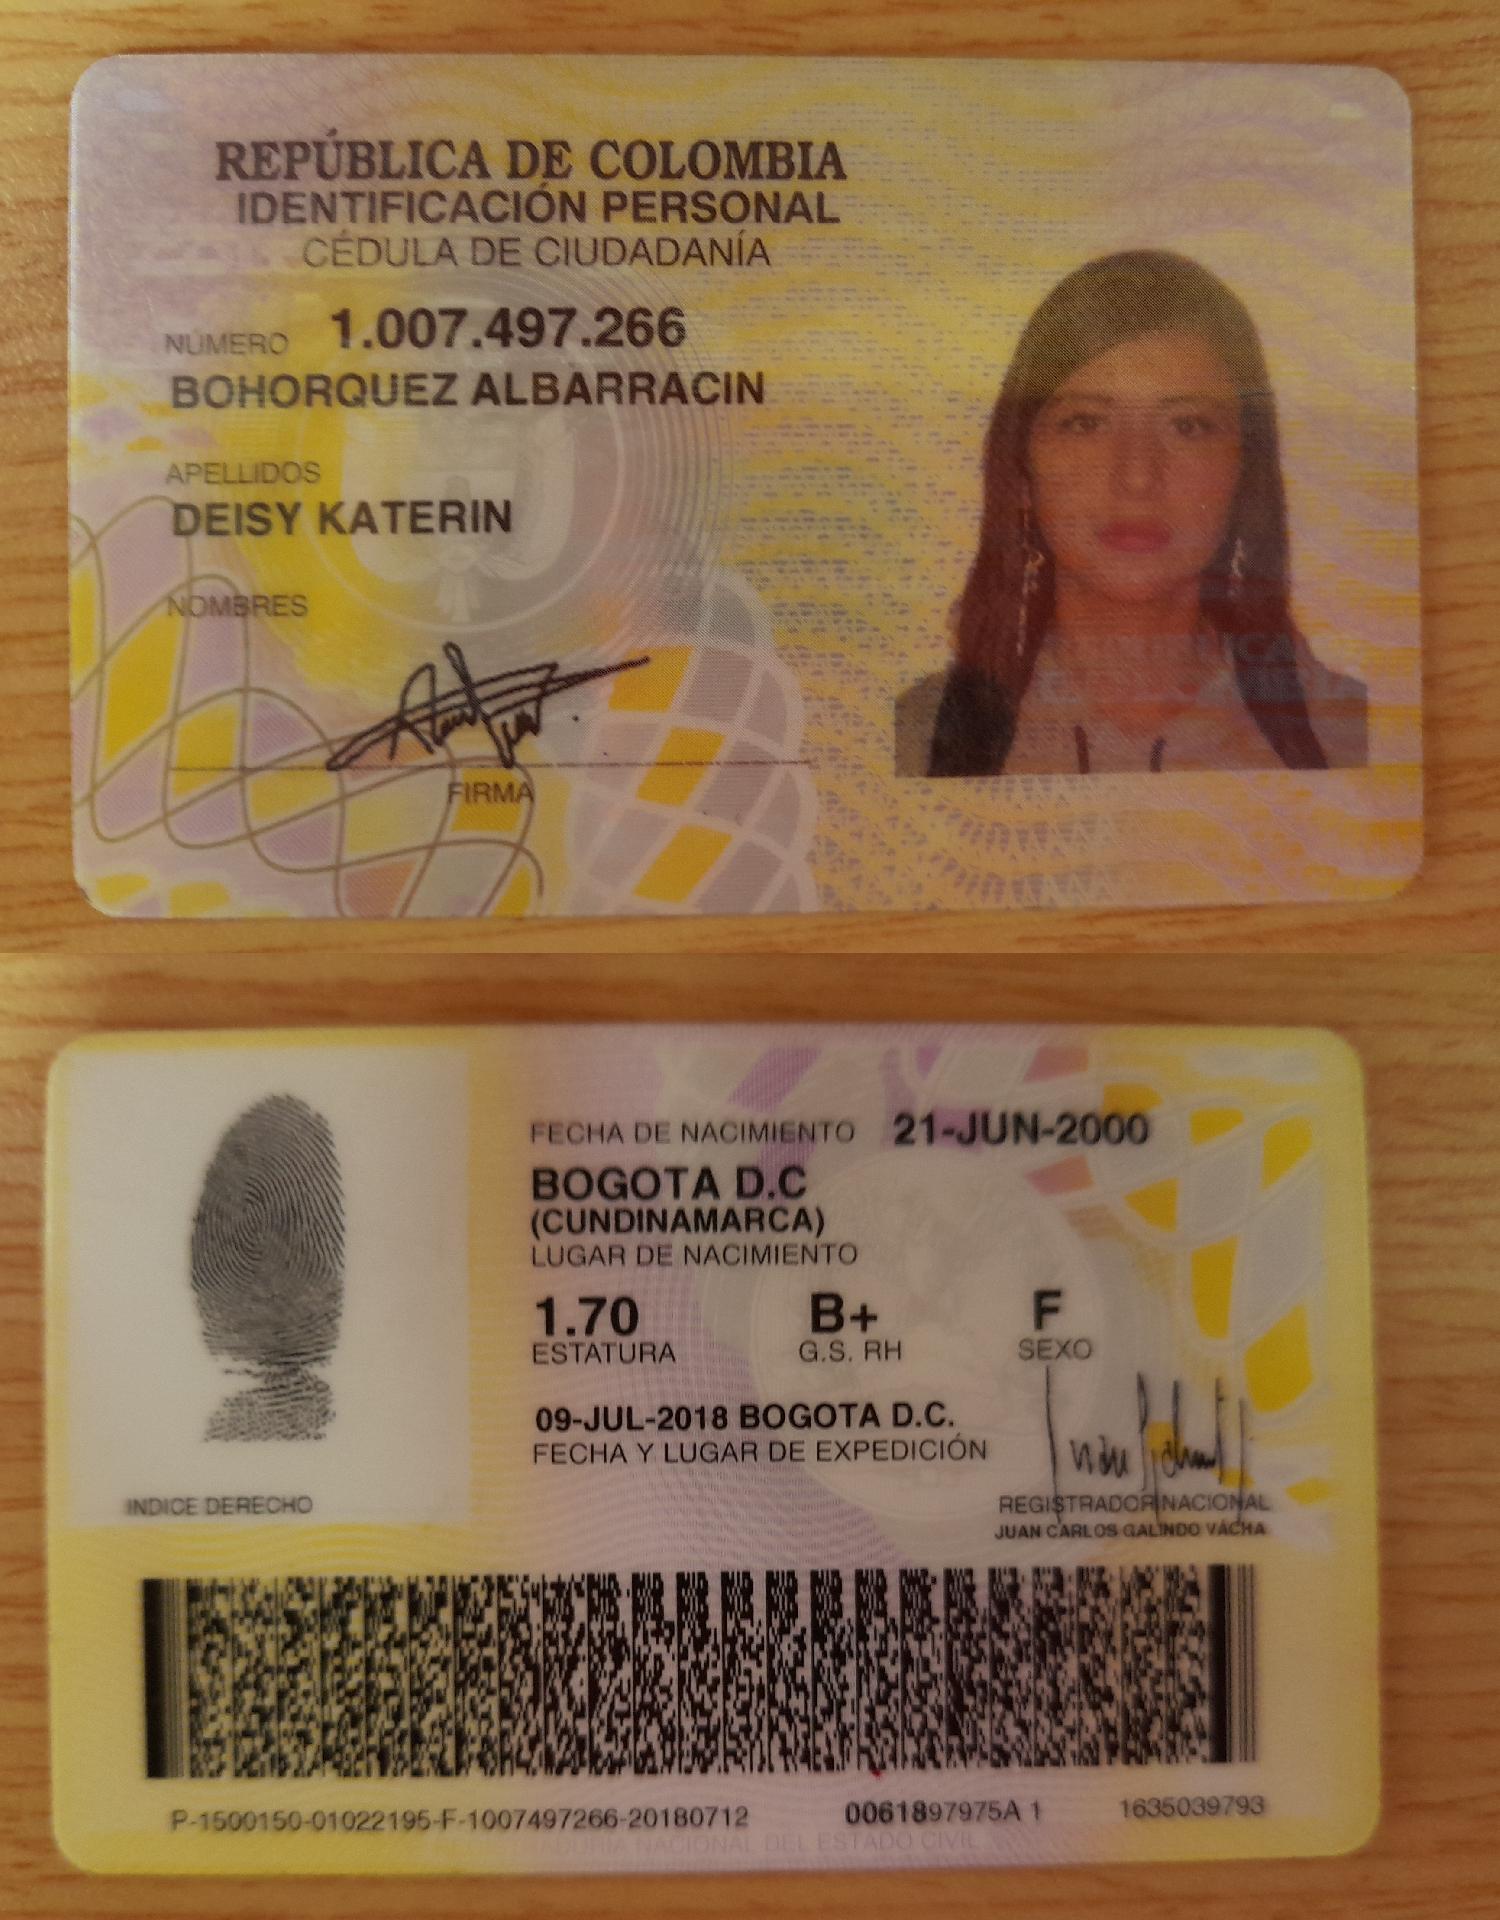 REPÚBLICA DE COLOMBIA
IDENTIFICACIÓN PERSONAL
CÉDULA DE CIUDADANÍA
NÚMERO 1.007.497.266
BOHORQUEZ ALBARRACIN
APELLIDOS
DEISY KATERIN
NOMBRES
FIRMA
FECHA DE NACIMIENTO 21-JUN-2000
BOGOTA D.C
(CUNDINAMARCA)
LUGAR DE NACIMIENTO
1.70 B+ F
ESTATURA G.S. RH SEXO
09-JUL-2018 BOGOTA D.C.
FECHA Y LUGAR DE EXPEDICIÓN
INDICE DERECHO
REGISTRADOR NACIONAL
JUAN CARLOS GALINDO VÁCHA
P-1500150-01022195-F-1007497266-20180712 0061897975A 1 1635039793
NACIONAL DEL ESTADO CIVIL